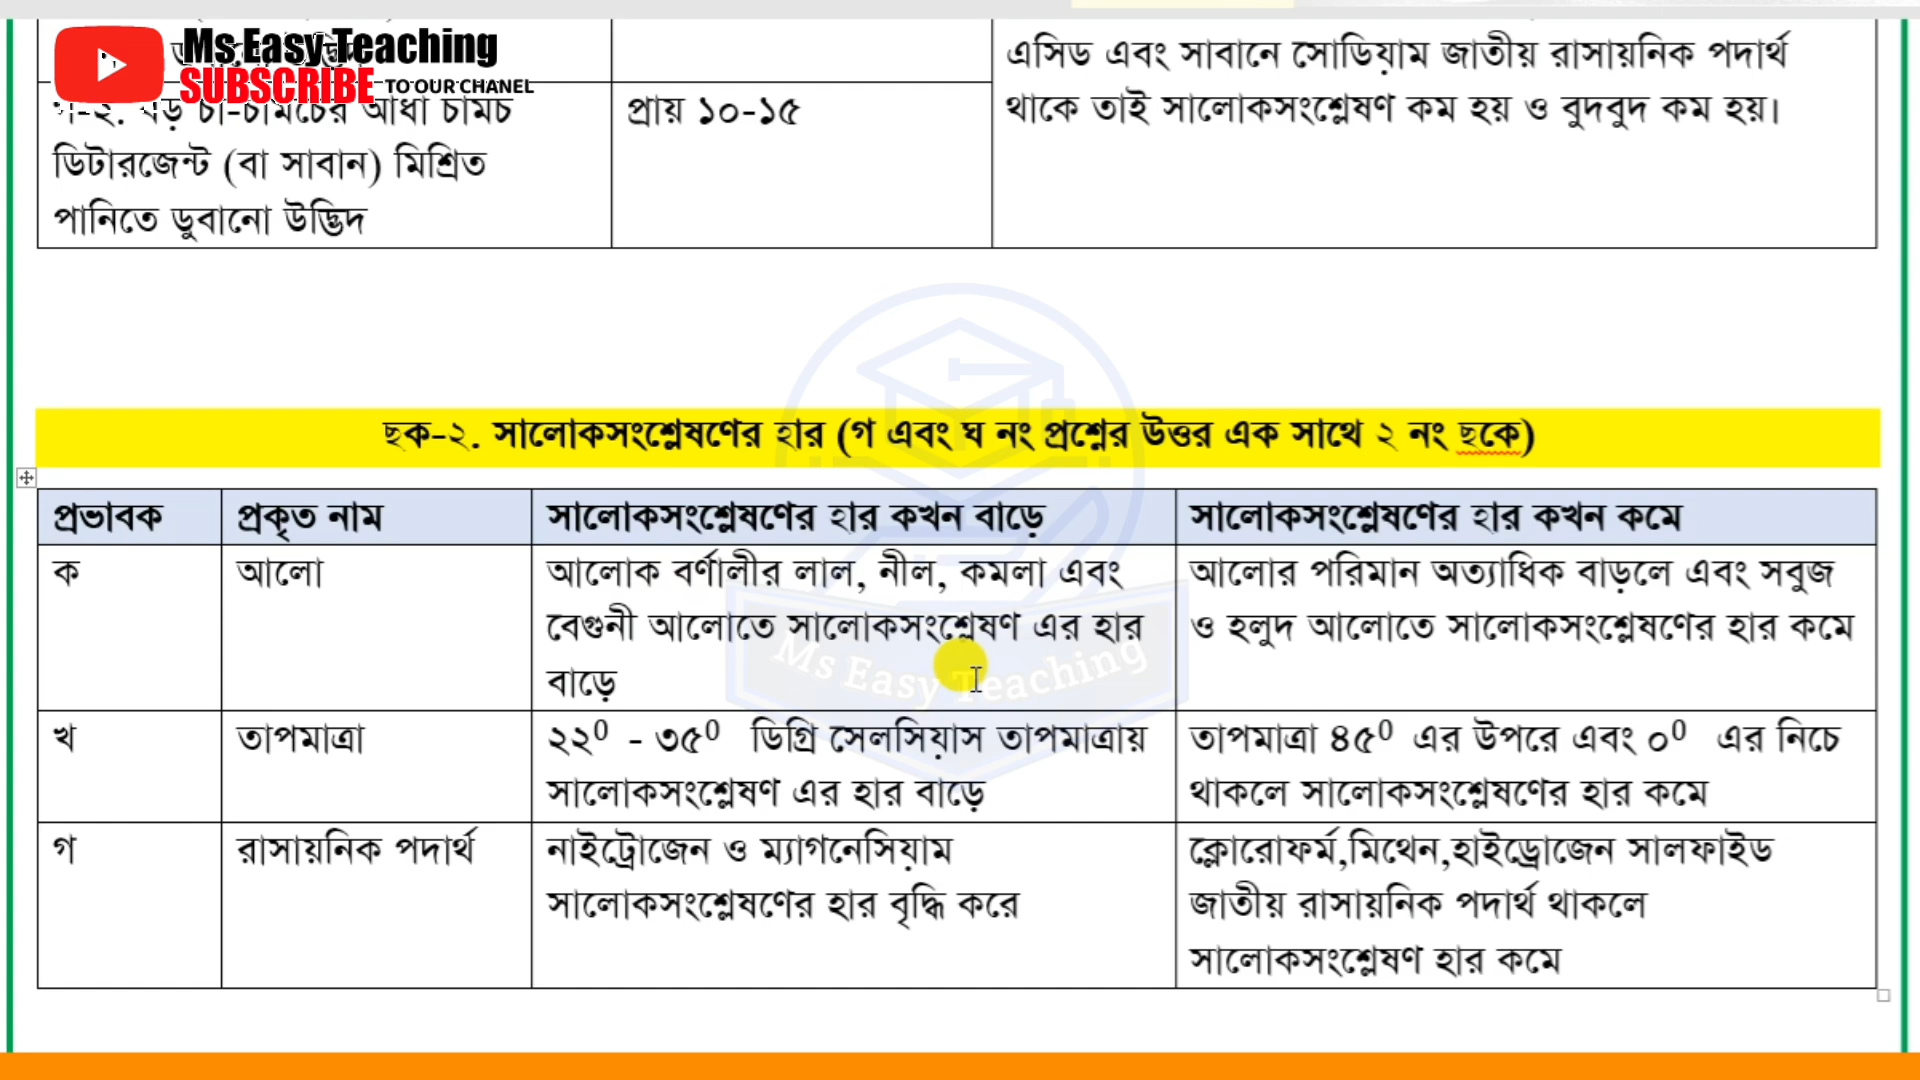 Ms Easy Teaching
SUBSCRIBE TO OUR CHANNEL
এসিড এবং সাবানে সোডিয়াম জাতীয় রাসায়নিক পদার্থ
থাকে তাই সালোকসংশ্লেষণ কম হয় ও বুদবুদ কম হয়।
চা-চামচের আধা চামচ
ডিটারজেন্ট (বা সাবান) মিশ্রিত
পানিতে ডুবানো উদ্ভিদ
প্রায় ১০-১৫
ছক-২. সালোকসংশ্লেষণের হার (গ এবং ঘ নং প্রশ্নের উত্তর এক সাথে ২ নং ছকে)
প্রভাবক
প্রকৃত নাম
সালোকসংশ্লেষণের হার কখন বাড়ে
সালোকসংশ্লেষণের হার কখন কমে
ক
আলো
আলোক বর্ণালীর লাল, নীল, কমলা এবং
বেগুনী আলোতে সালোকসংশ্লেষণ এর হার
বাড়ে
আলোর পরিমান অত্যাধিক বাড়লে এবং সবুজ
ও হলুদ আলোতে সালোকসংশ্লেষণের হার কমে
খ
তাপমাত্রা
২২⁰ - ৩৫⁰ ডিগ্রি সেলসিয়াস তাপমাত্রায়
সালোকসংশ্লেষণ এর হার বাড়ে
তাপমাত্রা ৪৫⁰ এর উপরে এবং ০⁰ এর নিচে
থাকলে সালোকসংশ্লেষণের হার কমে
গ
রাসায়নিক পদার্থ
নাইট্রোজেন ও ম্যাগনেসিয়াম
সালোকসংশ্লেষণের হার বৃদ্ধি করে
ক্লোরোফর্ম,মিথেন,হাইড্রোজেন সালফাইড
জাতীয় রাসায়নিক পদার্থ থাকলে
সালোকসংশ্লেষণ হার কমে
Ms Easy Teaching